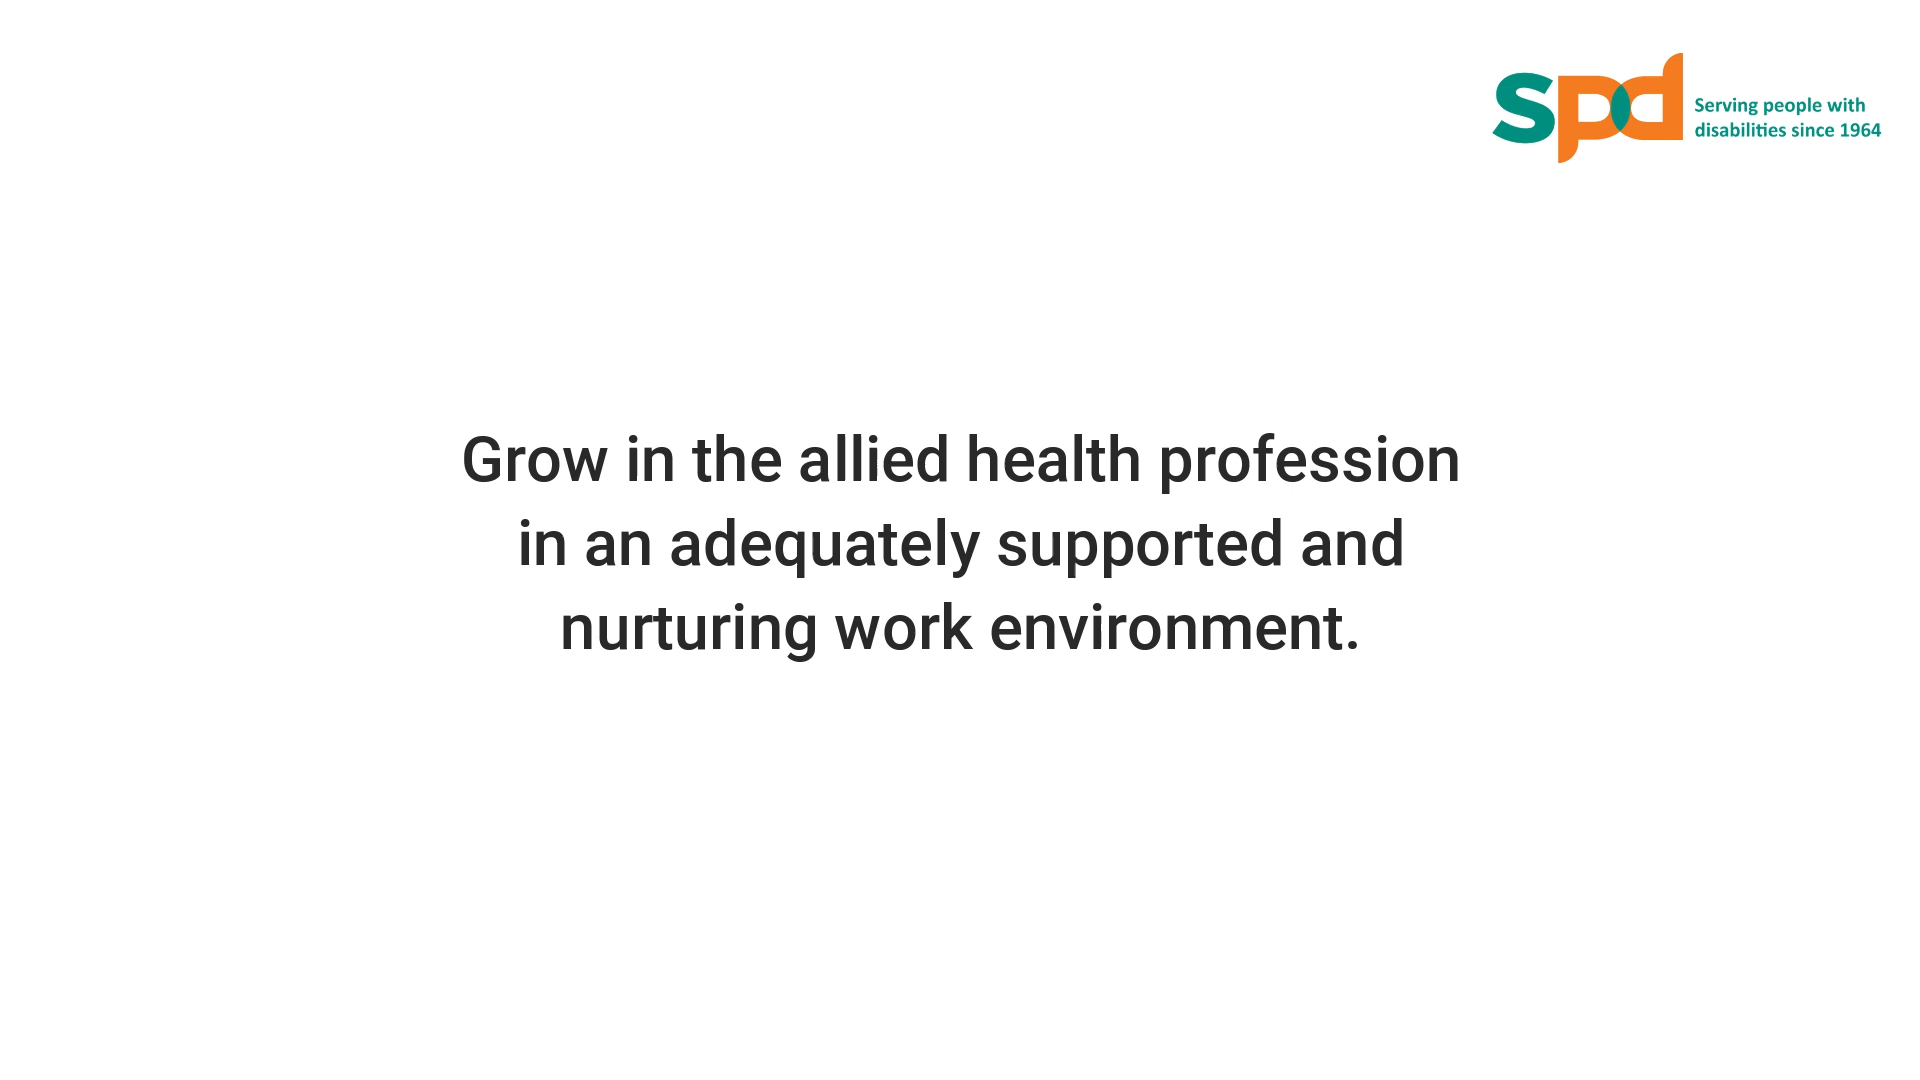 spd
Serving people with
disabilities since 1964
Grow in the allied health profession
in an adequately supported and
nurturing work environment.